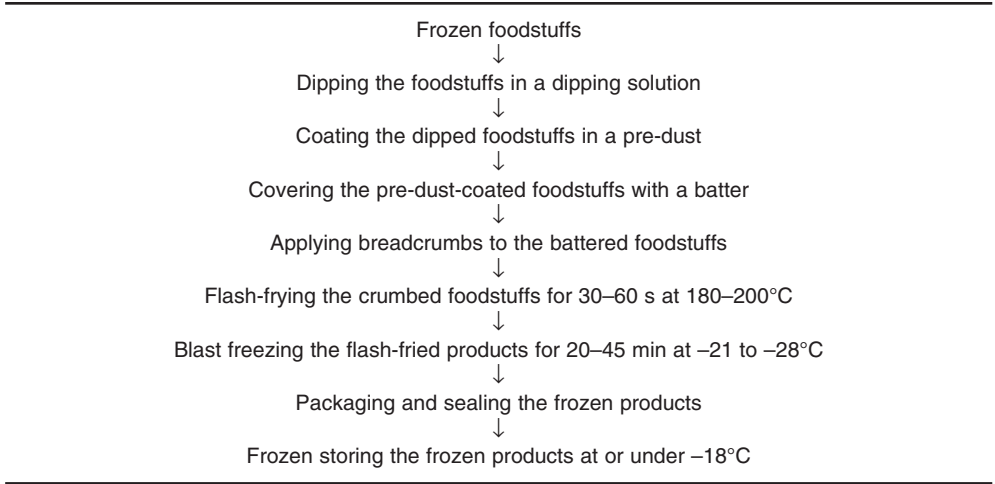 Frozen foodstuffs
↓
Dipping the foodstuffs in a dipping solution
↓
Coating the dipped foodstuffs in a pre-dust
↓
Covering the pre-dust-coated foodstuffs with a batter
↓
Applying breadcrumbs to the battered foodstuffs
↓
Flash-frying the crumbed foodstuffs for 30–60 s at 180–200°C
↓
Blast freezing the flash-fried products for 20–45 min at –21 to –28°C
↓
Packaging and sealing the frozen products
↓
Frozen storing the frozen products at or under –18°C